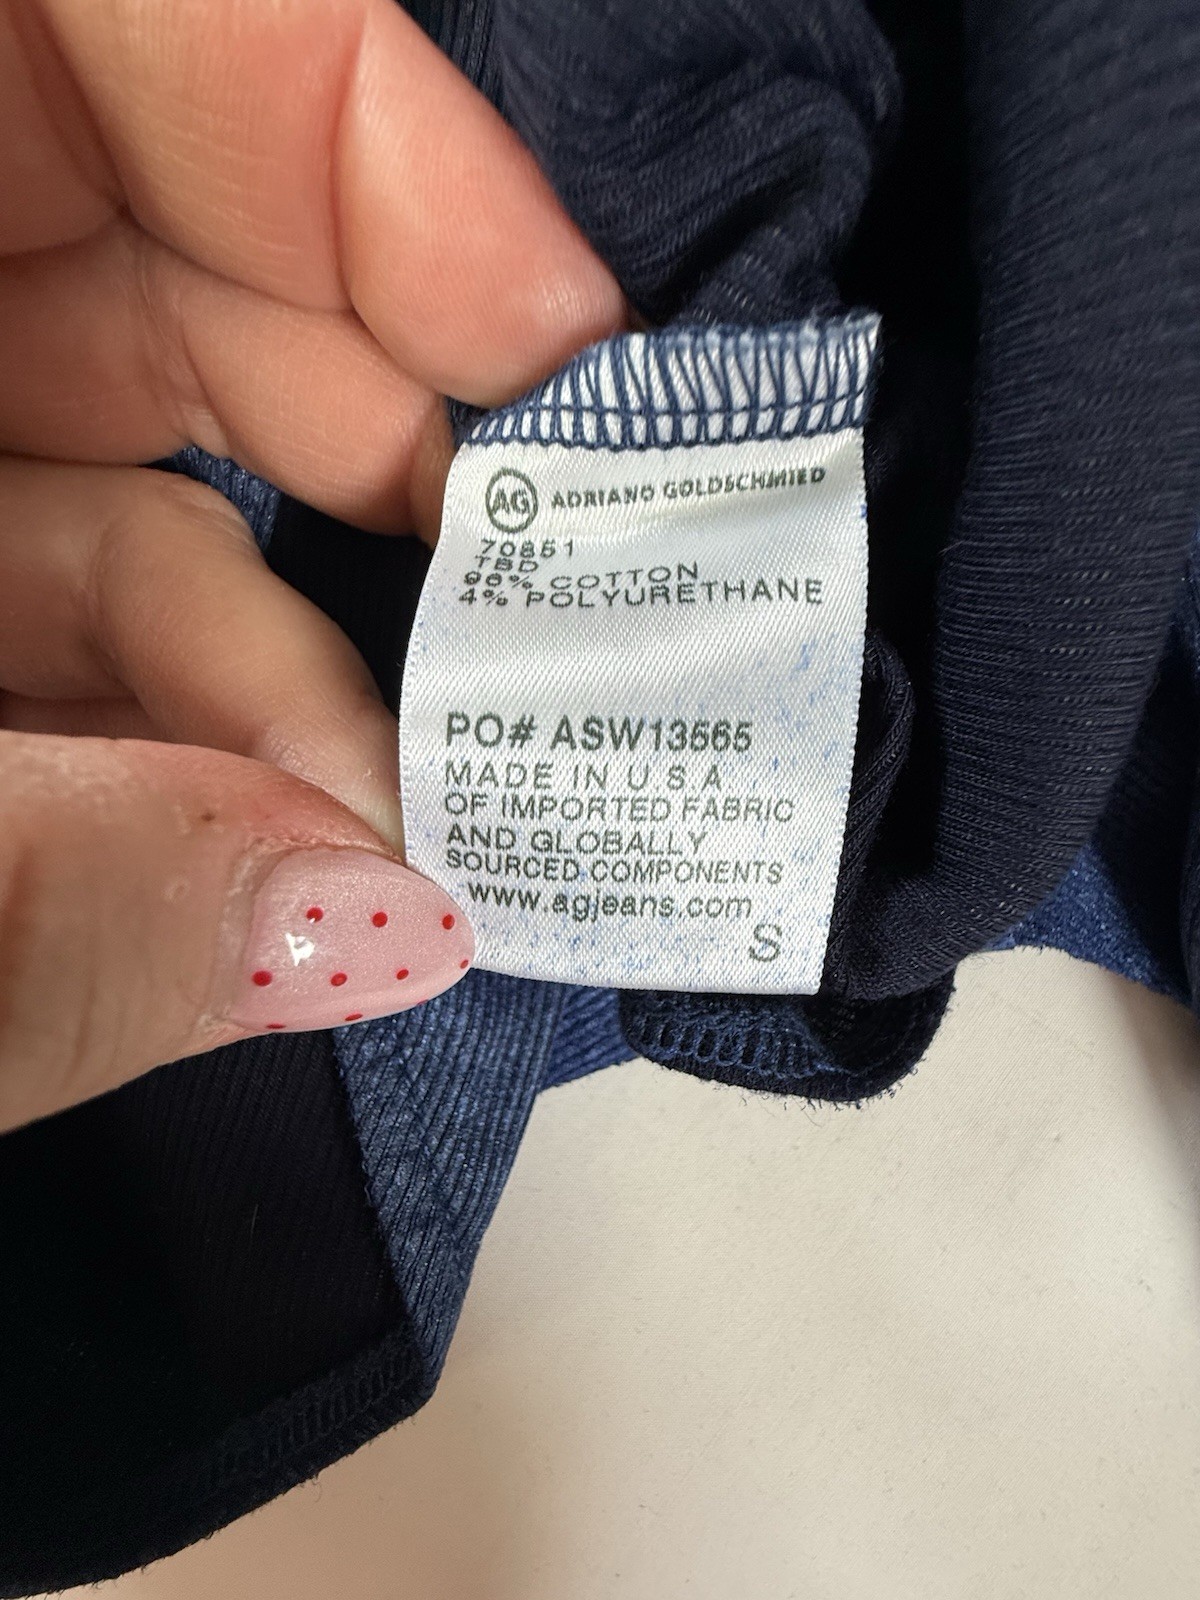 AG ADRIANO GOLDSCHMIED
70851
TBD
96% COTTON
4% POLYURETHANE
PO# ASW13565
MADE IN U S A
OF IMPORTED FABRIC
AND GLOBALLY
SOURCED COMPONENTS
www.agjeans.com
S